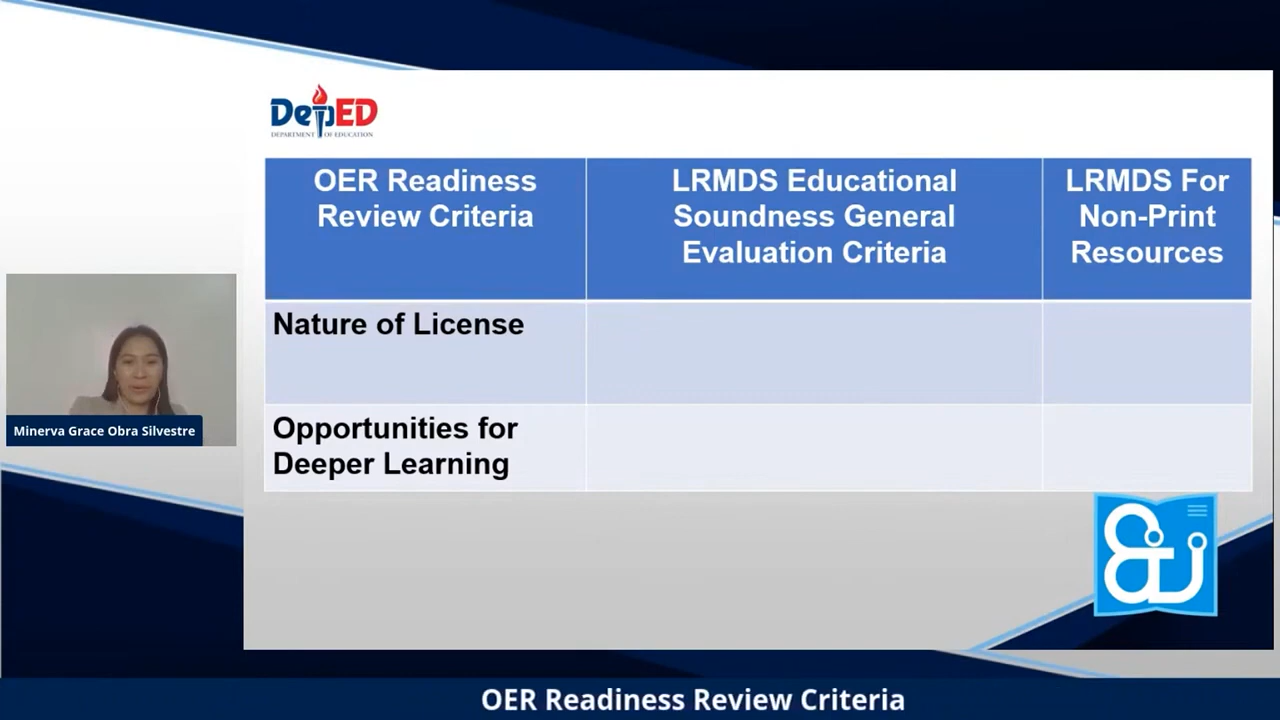 DepED
DEPARTMENT OF EDUCATION
OER Readiness
Review Criteria
LRMDS Educational
Soundness General
Evaluation Criteria
LRMDS For
Non-Print
Resources
Nature of License
Opportunities for
Deeper Learning
Minerva Grace Obra Silvestre
OER Readiness Review Criteria